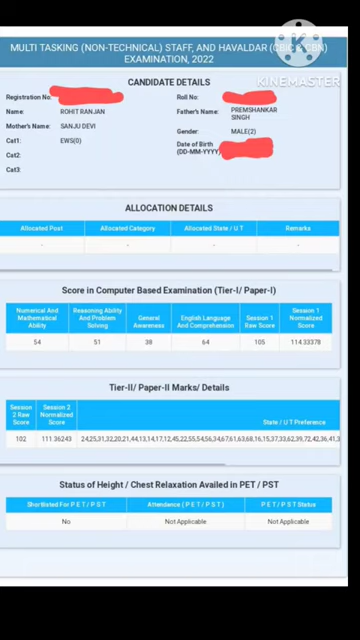 MULTI TASKING (NON-TECHNICAL) STAFF, AND HAVALDAR (CBIC & CBN)
EXAMINATION, 2022
KINEMASTER
CANDIDATE DETAILS
Registration No:
Roll No:
Name: ROHIT RANJAN
Father's Name: PREMSHANKAR SINGH
Mother's Name: SANJU DEVI
Gender: MALE(2)
Cat1: EWS(0)
Date of Birth (DD-MM-YYYY)
Cat2:
Cat3:
ALLOCATION DETAILS
Allocated Post Allocated Category Allocated State / U T Remarks
- - - -
Score in Computer Based Examination (Tier-I/ Paper-I)
Numerical and Mathematical Ability Reasoning Ability And Problem Solving General Awareness English Language And Comprehension Session 1 Raw Score Session 1 Normalized Score
54 51 38 64 105 114.33378
Tier-II/ Paper-II Marks/ Details
Session 2 Raw Score Session 2 Normalized Score State / U T Preference
102 111.36243 24,25,31,32,20,21,44,13,14,17,12,45,22,55,54,56,34,67,61,63,68,16,15,37,33,62,39,72,42,36,41,3
Status of Height / Chest Relaxation Availed in PET / PST
Shortlisted For P E T / P S T Attendance ( P E T / P S T ) P E T / P S T Status
No Not Applicable Not Applicable